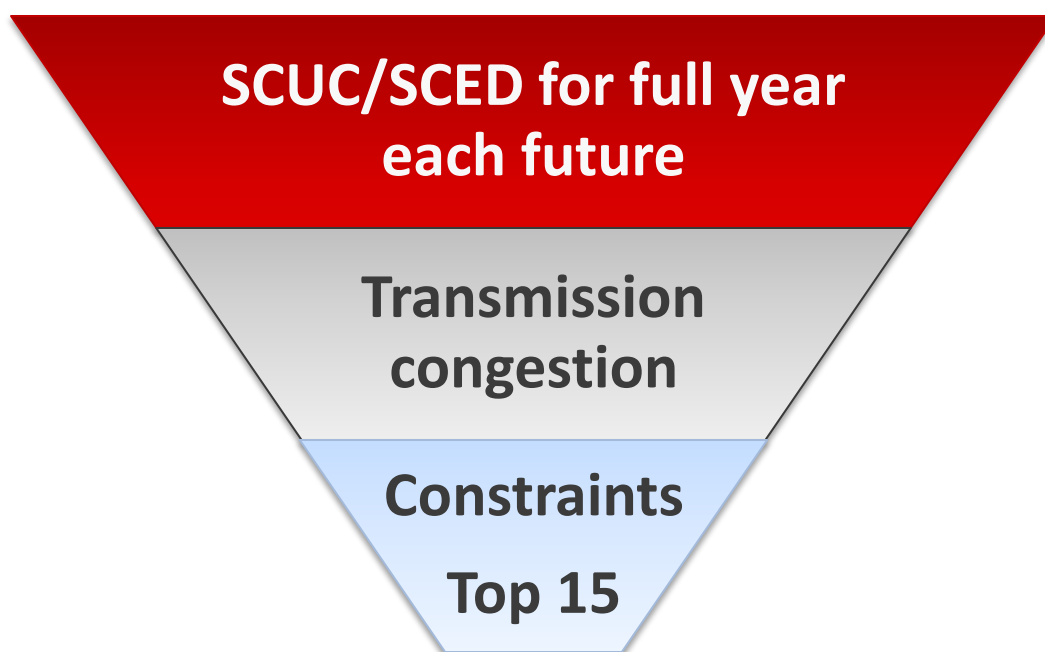 SCUC/SCED for full year
each future
Transmission
congestion
Constraints
Top 15